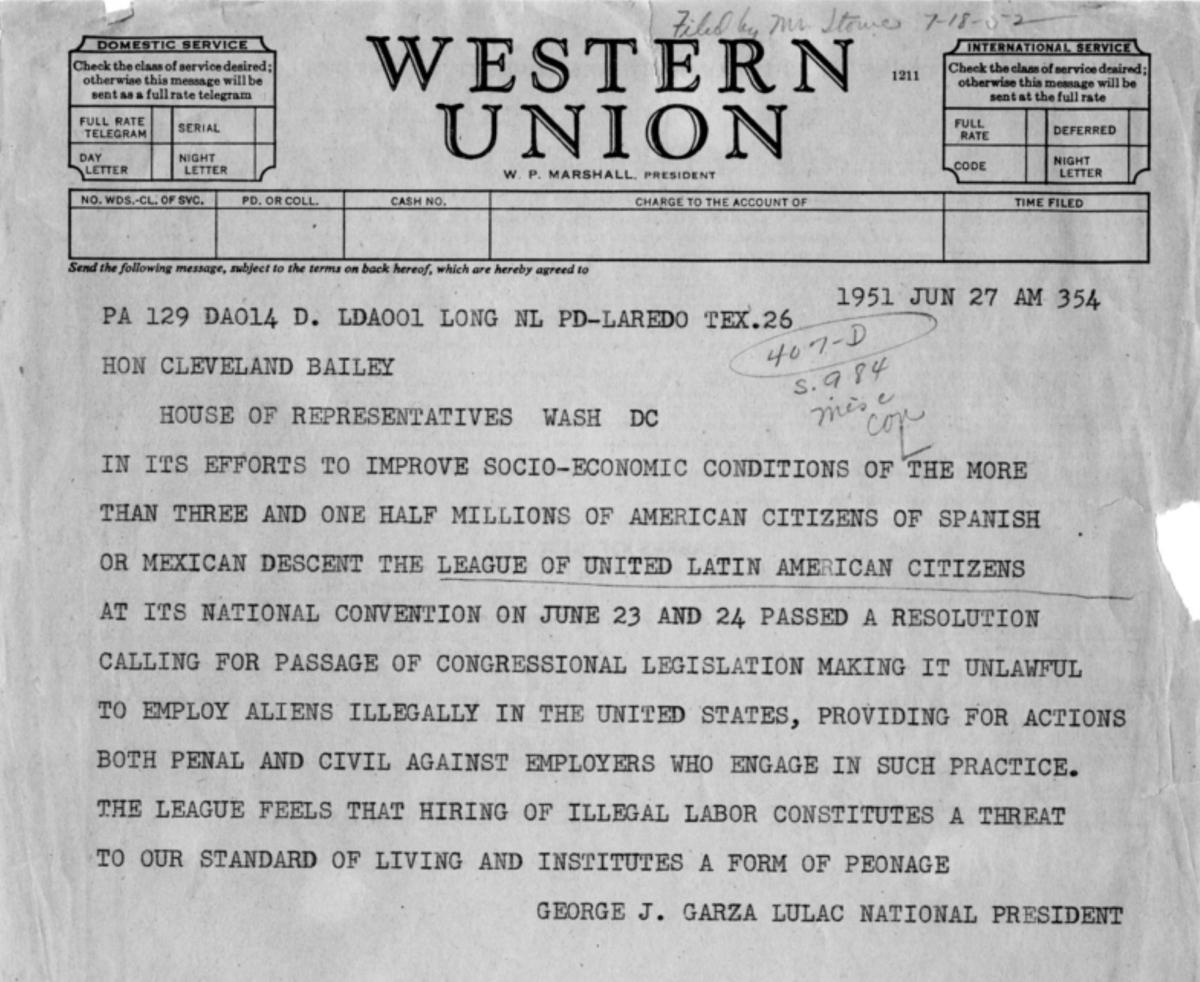 Filed by Mr Stowe 7-18-52
DOMESTIC SERVICE
Check the class of service desired;
otherwise this message will be
sent as a full rate telegram
FULL RATE TELEGRAM
SERIAL
DAY LETTER
NIGHT LETTER
WESTERN
UNION
1211
W. P. MARSHALL, PRESIDENT
INTERNATIONAL SERVICE
Check the class of service desired;
otherwise this message will be
sent at the full rate
FULL RATE
DEFERRED
CODE
NIGHT LETTER
NO. WDS.-CL. OF SVC. PD. OR COLL. CASH NO. CHARGE TO THE ACCOUNT OF TIME FILED
Send the following message, subject to the terms on back hereof, which are hereby agreed to
1951 JUN 27 AM 354
PA 129 DA014 D. LDA001 LONG NL PD-LAREDO TEX.26
407-D
HON CLEVELAND BAILEY
S. 984
HOUSE OF REPRESENTATIVES WASH DC
misc
IN ITS EFFORTS TO IMPROVE SOCIO-ECONOMIC CONDITIONS OF THE MORE
THAN THREE AND ONE HALF MILLIONS OF AMERICAN CITIZENS OF SPANISH
OR MEXICAN DESCENT THE LEAGUE OF UNITED LATIN AMERICAN CITIZENS
AT ITS NATIONAL CONVENTION ON JUNE 23 AND 24 PASSED A RESOLUTION
CALLING FOR PASSAGE OF CONGRESSIONAL LEGISLATION MAKING IT UNLAWFUL
TO EMPLOY ALIENS ILLEGALLY IN THE UNITED STATES, PROVIDING FOR ACTIONS
BOTH PENAL AND CIVIL AGAINST EMPLOYERS WHO ENGAGE IN SUCH PRACTICE.
THE LEAGUE FEELS THAT HIRING OF ILLEGAL LABOR CONSTITUTES A THREAT
TO OUR STANDARD OF LIVING AND INSTITUTES A FORM OF PEONAGE
GEORGE J. GARZA LULAC NATIONAL PRESIDENT